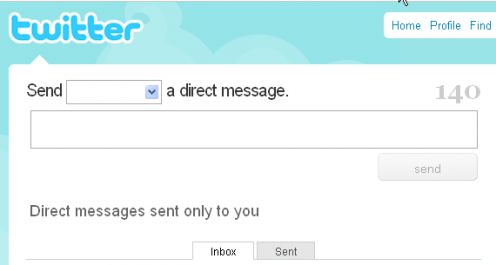 twitter
Home Profile Find
Send a direct message. 140
send
Direct messages sent only to you
Inbox Sent